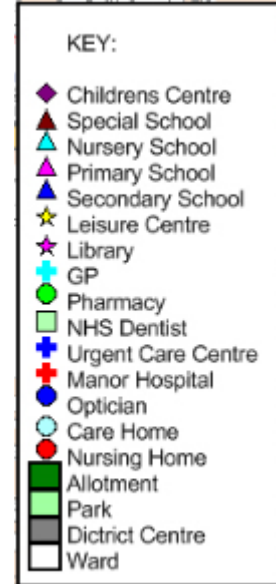 KEY:
Childrens Centre
Special School
Nursery School
Primary School
Secondary School
Leisure Centre
Library
GP
Pharmacy
NHS Dentist
Urgent Care Centre
Manor Hospital
Optician
Care Home
Nursing Home
Allotment
Park
Dictrict Centre
Ward